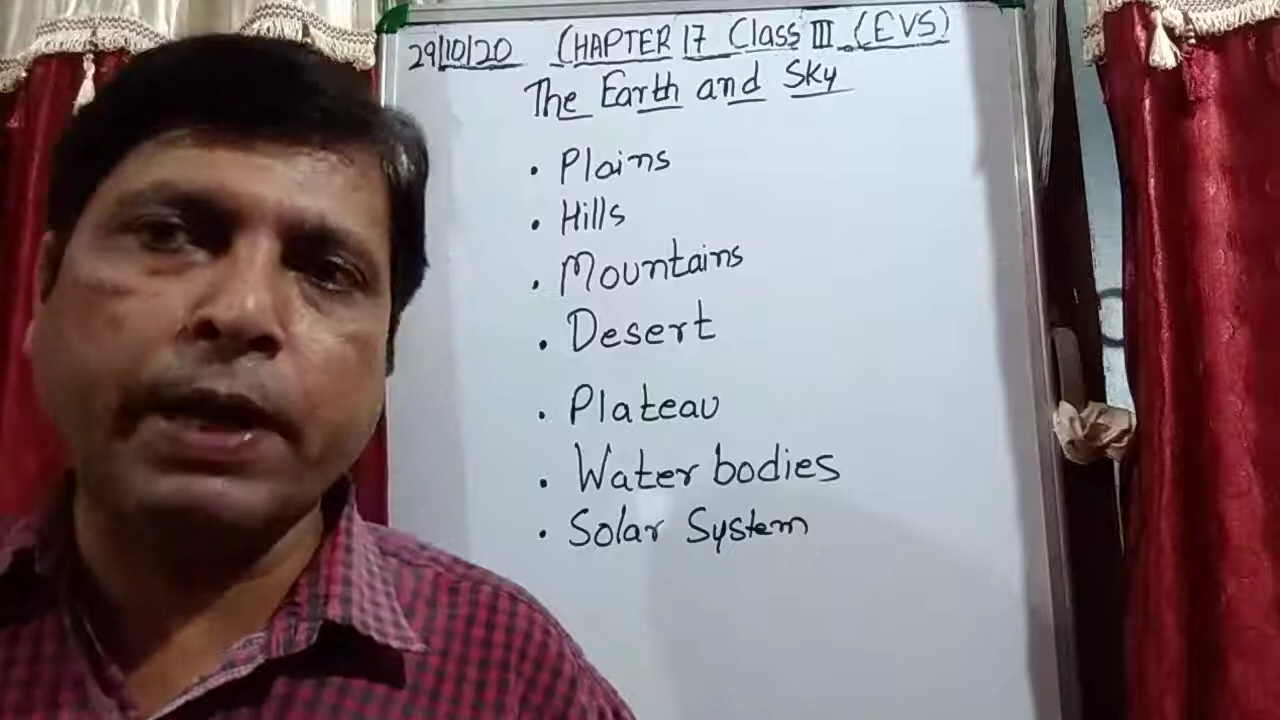 29/10/20 CHAPTER 17 Class III (EVS)
The Earth and Sky
• Plains
• Hills
• Mountains
• Desert
• Plateau
• Water bodies
• Solar System